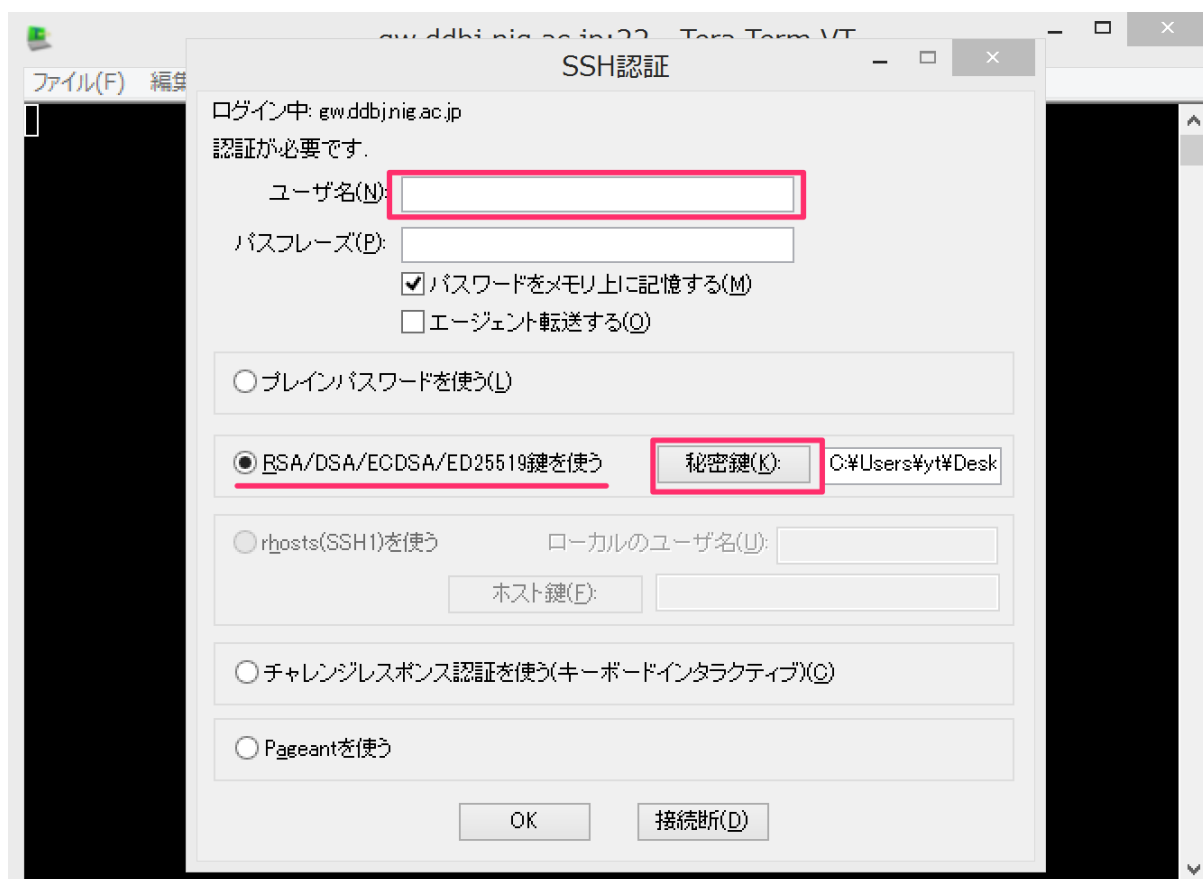 gw.ddbj.nig.ac.jp:22 - Tera Term VT
SSH認証
ファイル(F) 編集
ログイン中: gw.ddbj.nig.ac.jp
認証が必要です.
ユーザ名(N):
パスフレーズ(P):
パスワードをメモリ上に記憶する(M)
エージェント転送する(O)
プレインパスワードを使う(L)
RSA/DSA/ECDSA/ED25519鍵を使う 秘密鍵(K): C:¥Users¥yt¥Desk
rhosts(SSH1)を使う ローカルのユーザ名(U):
ホスト鍵(F):
チャレンジレスポンス認証を使う(キーボードインタラクティブ)(C)
Pageantを使う
OK 接続断(D)